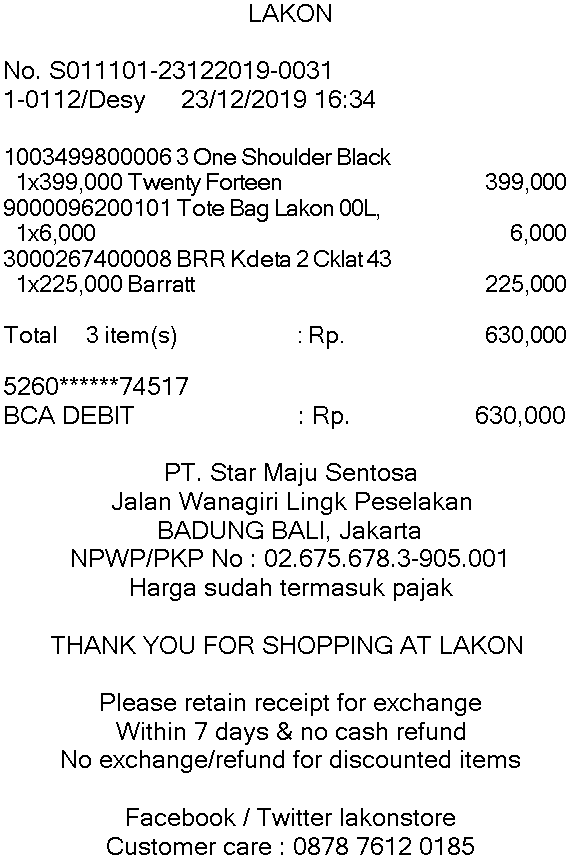 LAKON
No. S011101-23122019-0031
1-0112/Desy 23/12/2019 16:34
1003499800006 3 One Shoulder Black
1x399,000 Twenty Forteen 399,000
9000096200101 Tote Bag Lakon 00L,
1x6,000 6,000
3000267400008 BRR Kdeta 2 Cklat 43
1x225,000 Barratt 225,000
Total 3 item(s) : Rp. 630,000
5260******74517
BCA DEBIT : Rp. 630,000
PT. Star Maju Sentosa
Jalan Wanagiri Lingk Peselakan
BADUNG BALI, Jakarta
NPWP/PKP No : 02.675.678.3-905.001
Harga sudah termasuk pajak
THANK YOU FOR SHOPPING AT LAKON
Please retain receipt for exchange
Within 7 days & no cash refund
No exchange/refund for discounted items
Facebook / Twitter lakonstore
Customer care : 0878 7612 0185